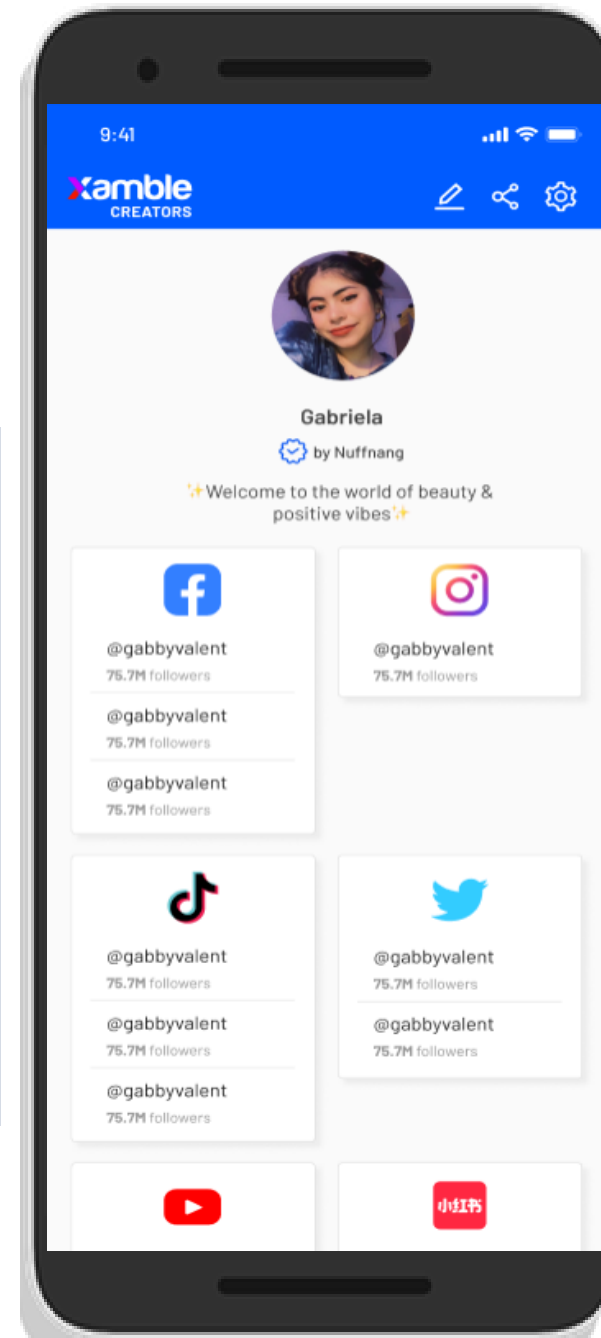 9:41
xamble
CREATORS
Gabriela
by Nuffnang
✨Welcome to the world of beauty &
positive vibes✨
@gabbyvalent
75.7M followers
@gabbyvalent
75.7M followers
@gabbyvalent
75.7M followers
@gabbyvalent
75.7M followers
@gabbyvalent
75.7M followers
@gabbyvalent
75.7M followers
@gabbyvalent
75.7M followers
@gabbyvalent
75.7M followers
@gabbyvalent
75.7M followers
小红书